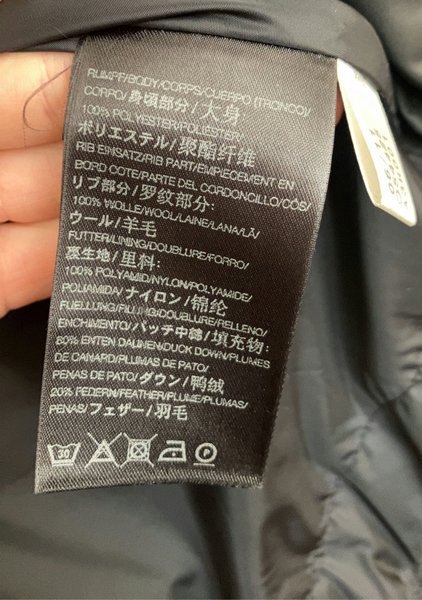 RUMPF/BODY/CORPS/CUERPO (TRONCO)/
CORPO/身頃部分/大身
100% POLYESTER/POLIÉSTER/
ポリエステル/聚酯纤维
RIB EINSATZ/RIB PART/EMPIECEMENT EN
BORD COTE/PARTE DEL CORDONCILLO/CÓS/
リブ部分/罗纹部分:
100% WOLLE/WOOL/LAINE/LANA/LÃ/
ウール/羊毛
FUTTER/LINING/DOUBLURE/FORRO/
裏生地/里料:
100% POLYAMID/NYLON/POLYAMIDE/
POLIAMIDA/ナイロン/锦纶
FUELLUNG/FILLING/DOUBLURE/RELLENO/
ENCHIMENTO/パッチ中綿/填充物:
80% ENTEN DAUNEN/DUCK DOWN/PLUMES
DE CANARD/PLUMAS DE PATO/
PENAS DE PATO/ダウン/鸭绒
20% FEDERN/FEATHER/PLUME/PLUMAS/
PENAS/フェザー/羽毛
30